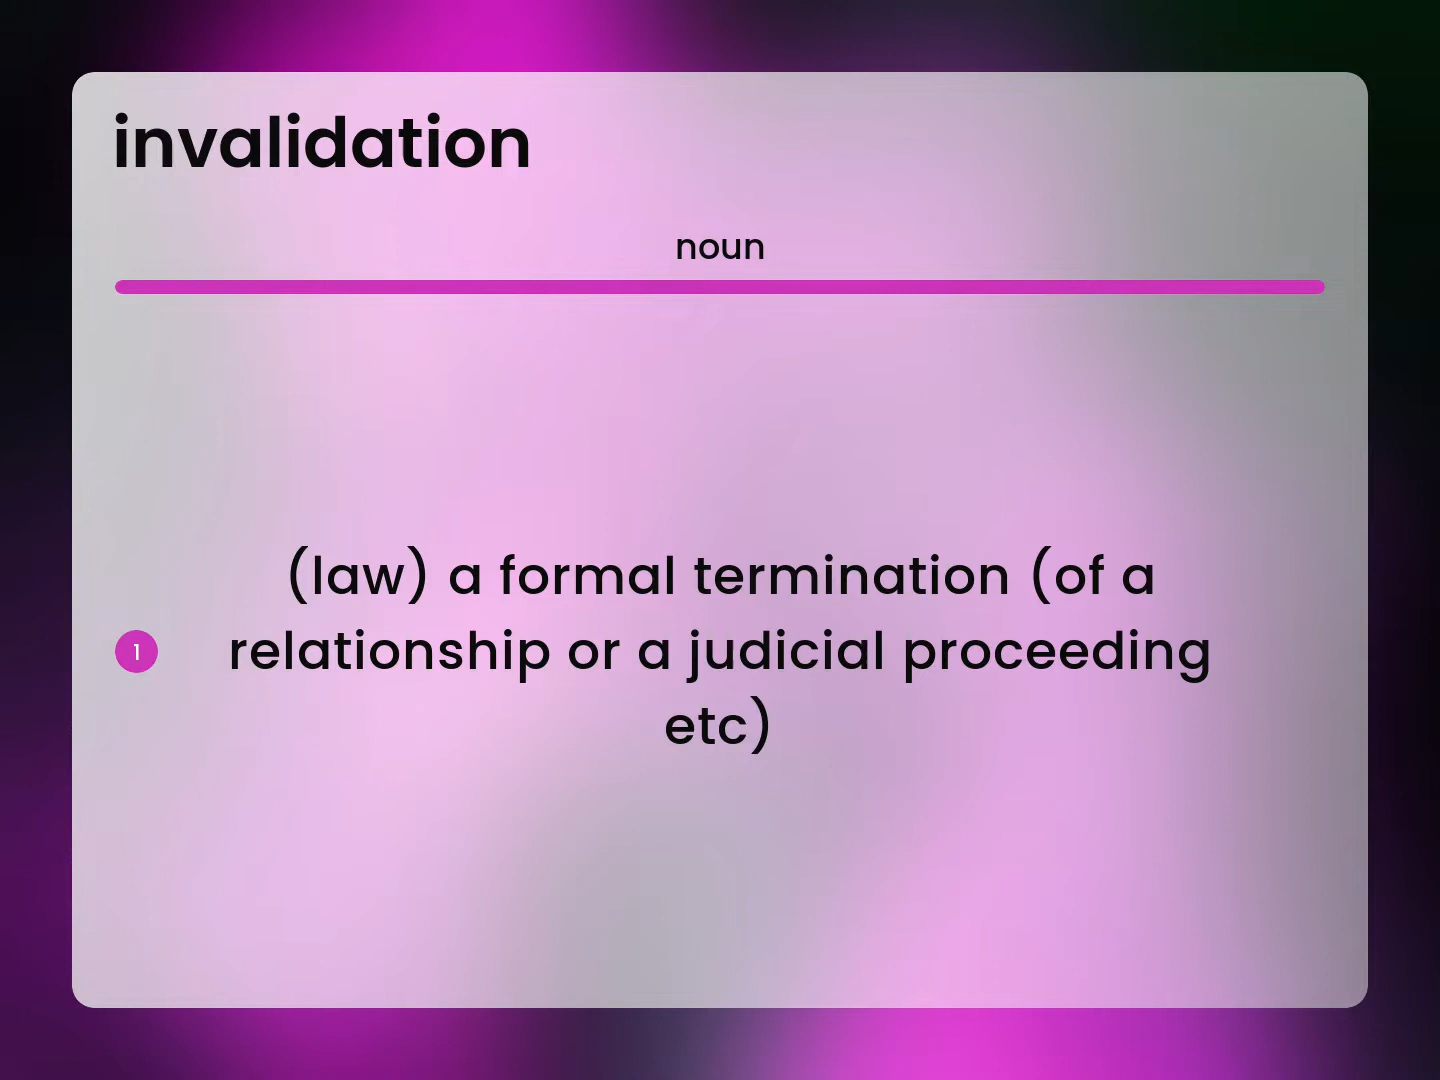 invalidation
noun
(law) a formal termination (of a
1 relationship or a judicial proceeding
etc)